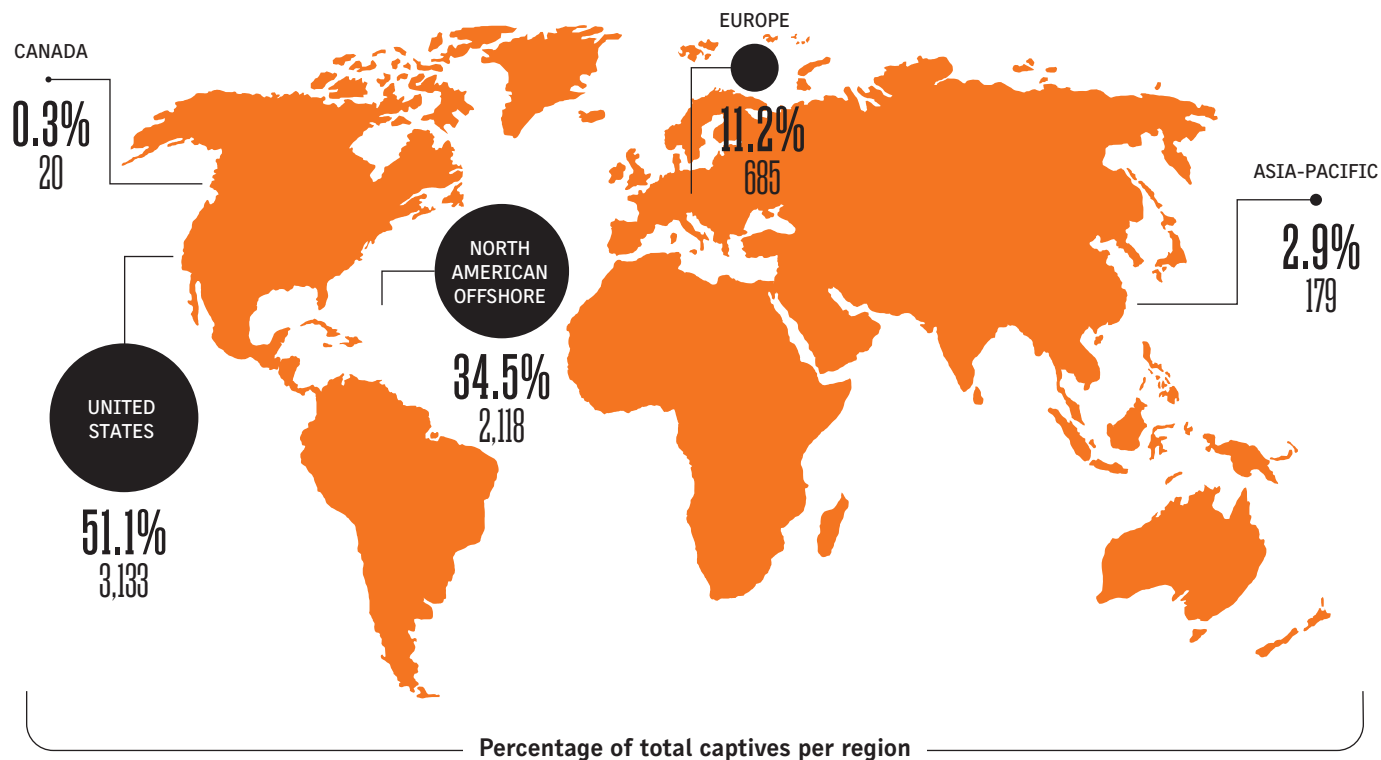 CANADA
0.3%
20
EUROPE
11.2%
685
ASIA-PACIFIC
2.9%
179
NORTH
AMERICAN
OFFSHORE
34.5%
2,118
UNITED
STATES
51.1%
3,133
Percentage of total captives per region